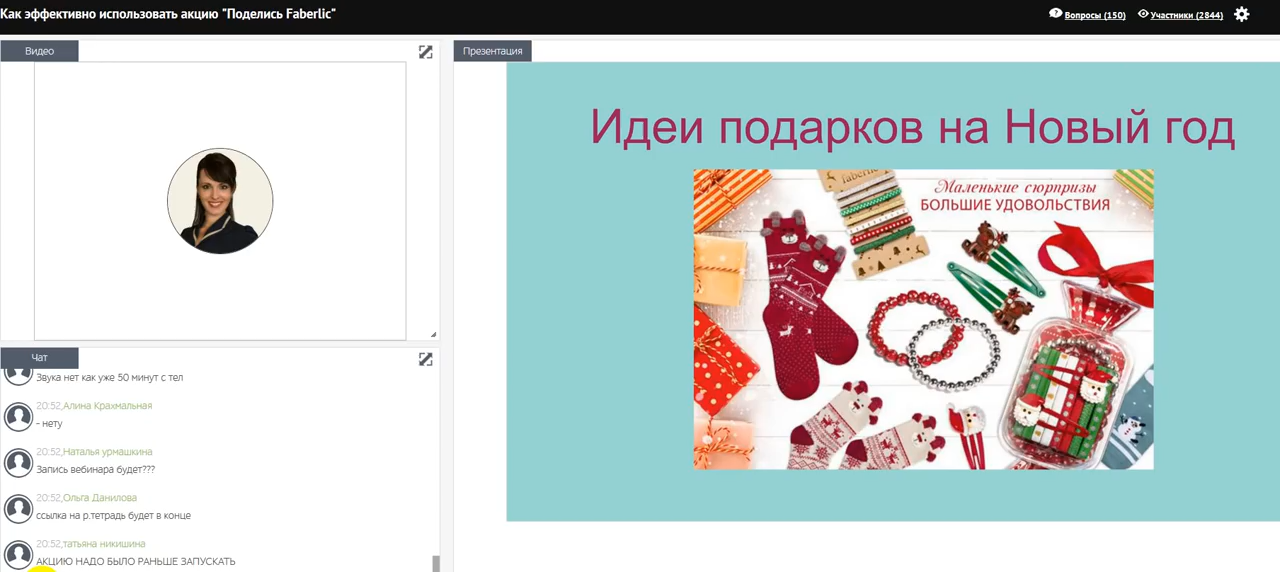 Как эффективно использовать акцию "Поделись Faberlic"
Вопросы (150)
Участники (2844)
Видео
Презентация
Идеи подарков на Новый год
faberlic
Маленькие сюрпризы
БОЛЬШИЕ УДОВОЛЬСТВИЯ
Чат
Звука нет как уже 50 минут с тел
20:52,Алина Крахмальная
- нету
20:52,Наталья урмашкина
Запись вебинара будет???
20:52,Ольга Данилова
ссылка на р.тетрадь будет в конце
20:52,татьяна никишина
АКЦИЮ НАДО БЫЛО РАНЬШЕ ЗАПУСКАТЬ